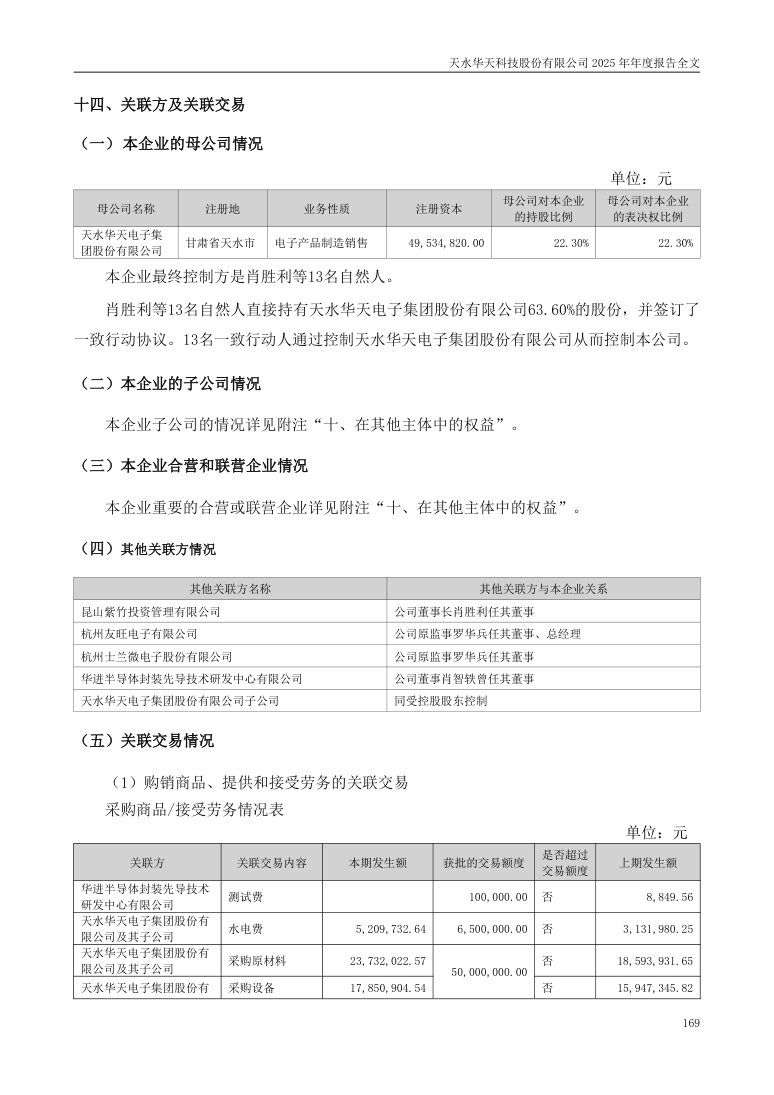 天水华天科技股份有限公司 2025 年年度报告全文
十四、关联方及关联交易
（一） 本企业的母公司情况
单位：元
母公司名称 注册地 业务性质 注册资本 母公司对本企业的持股比例 母公司对本企业的表决权比例
天水华天电子集团股份有限公司 甘肃省天水市 电子产品制造销售 49,534,820.00 22.30% 22.30%
本企业最终控制方是肖胜利等13名自然人。
肖胜利等13名自然人直接持有天水华天电子集团股份有限公司63.60%的股份，并签订了
一致行动协议。13名一致行动人通过控制天水华天电子集团股份有限公司从而控制本公司。
（二）本企业的子公司情况
本企业子公司的情况详见附注“十、在其他主体中的权益”。
（三）本企业合营和联营企业情况
本企业重要的合营或联营企业详见附注“十、在其他主体中的权益”。
（四）其他关联方情况
其他关联方名称 其他关联方与本企业关系
昆山紫竹投资管理有限公司 公司董事长肖胜利任其董事
杭州友旺电子有限公司 公司原监事罗华兵任其董事、总经理
杭州士兰微电子股份有限公司 公司原监事罗华兵任其董事
华进半导体封装先导技术研发中心有限公司 公司董事肖智轶曾任其董事
天水华天电子集团股份有限公司子公司 同受控股股东控制
（五）关联交易情况
（1）购销商品、提供和接受劳务的关联交易
采购商品/接受劳务情况表
单位：元
关联方 关联交易内容 本期发生额 获批的交易额度 是否超过交易额度 上期发生额
华进半导体封装先导技术研发中心有限公司 测试费 100,000.00 否 8,849.56
天水华天电子集团股份有限公司及其子公司 水电费 5,209,732.64 6,500,000.00 否 3,131,980.25
天水华天电子集团股份有限公司及其子公司 采购原材料 23,732,022.57 50,000,000.00 否 18,593,931.65
天水华天电子集团股份有 采购设备 17,850,904.54 否 15,947,345.82
169